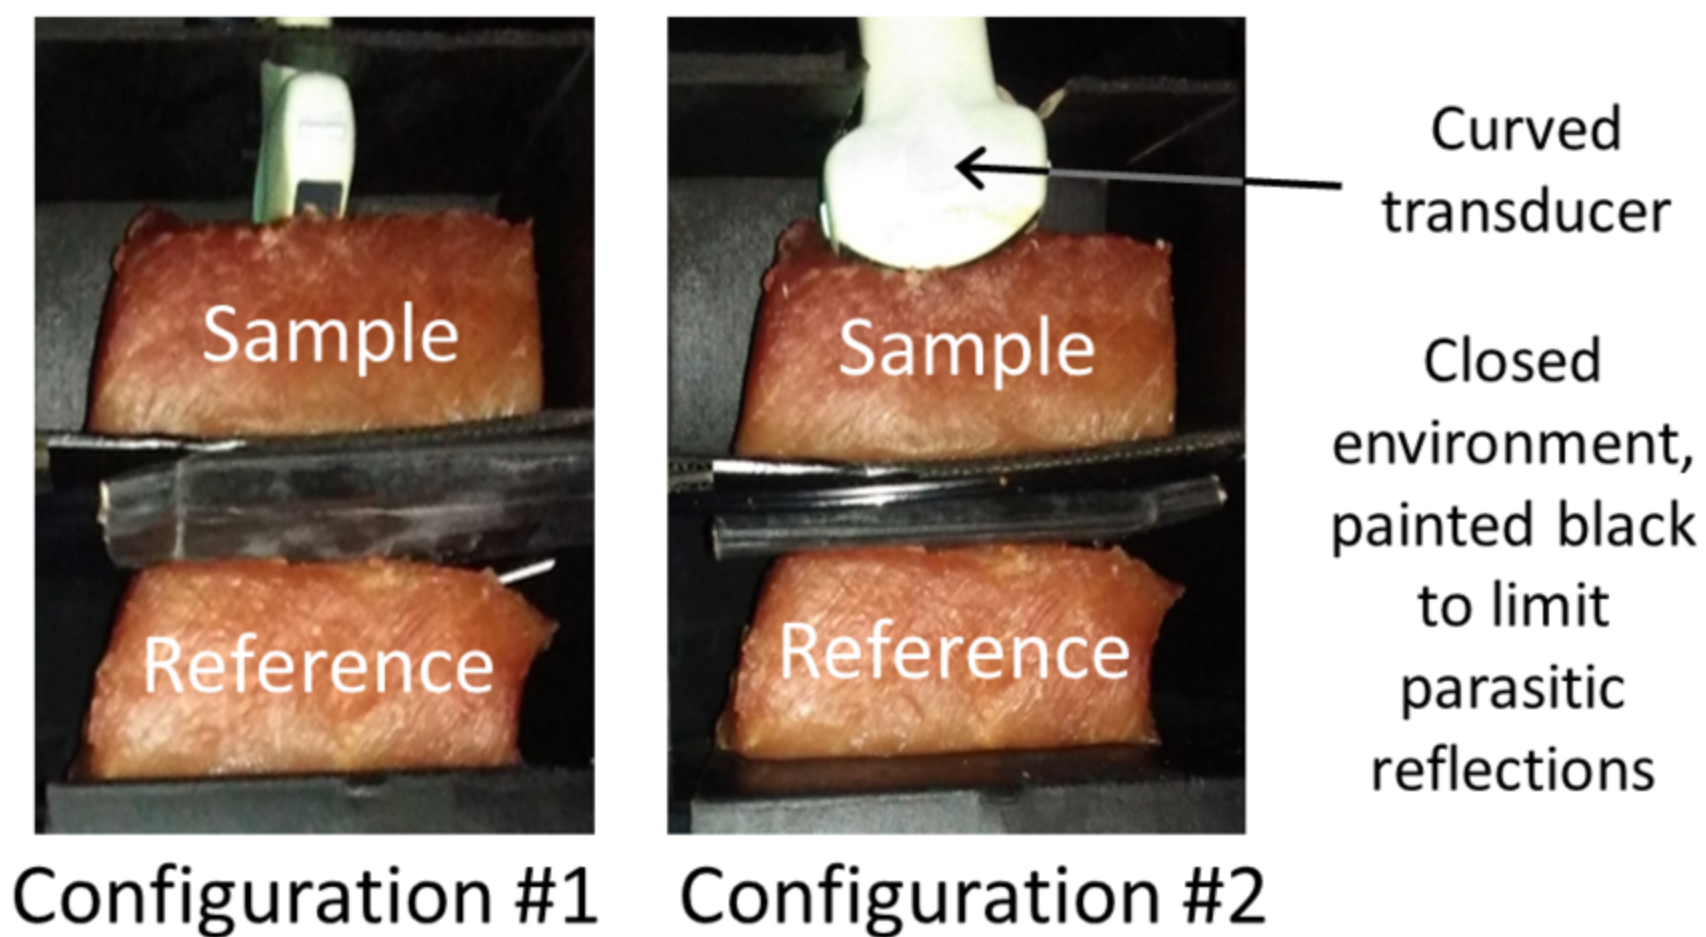 Sample
Reference
Configuration #1
Sample
Reference
Configuration #2
Curved
transducer
Closed
environment,
painted black
to limit
parasitic
reflections